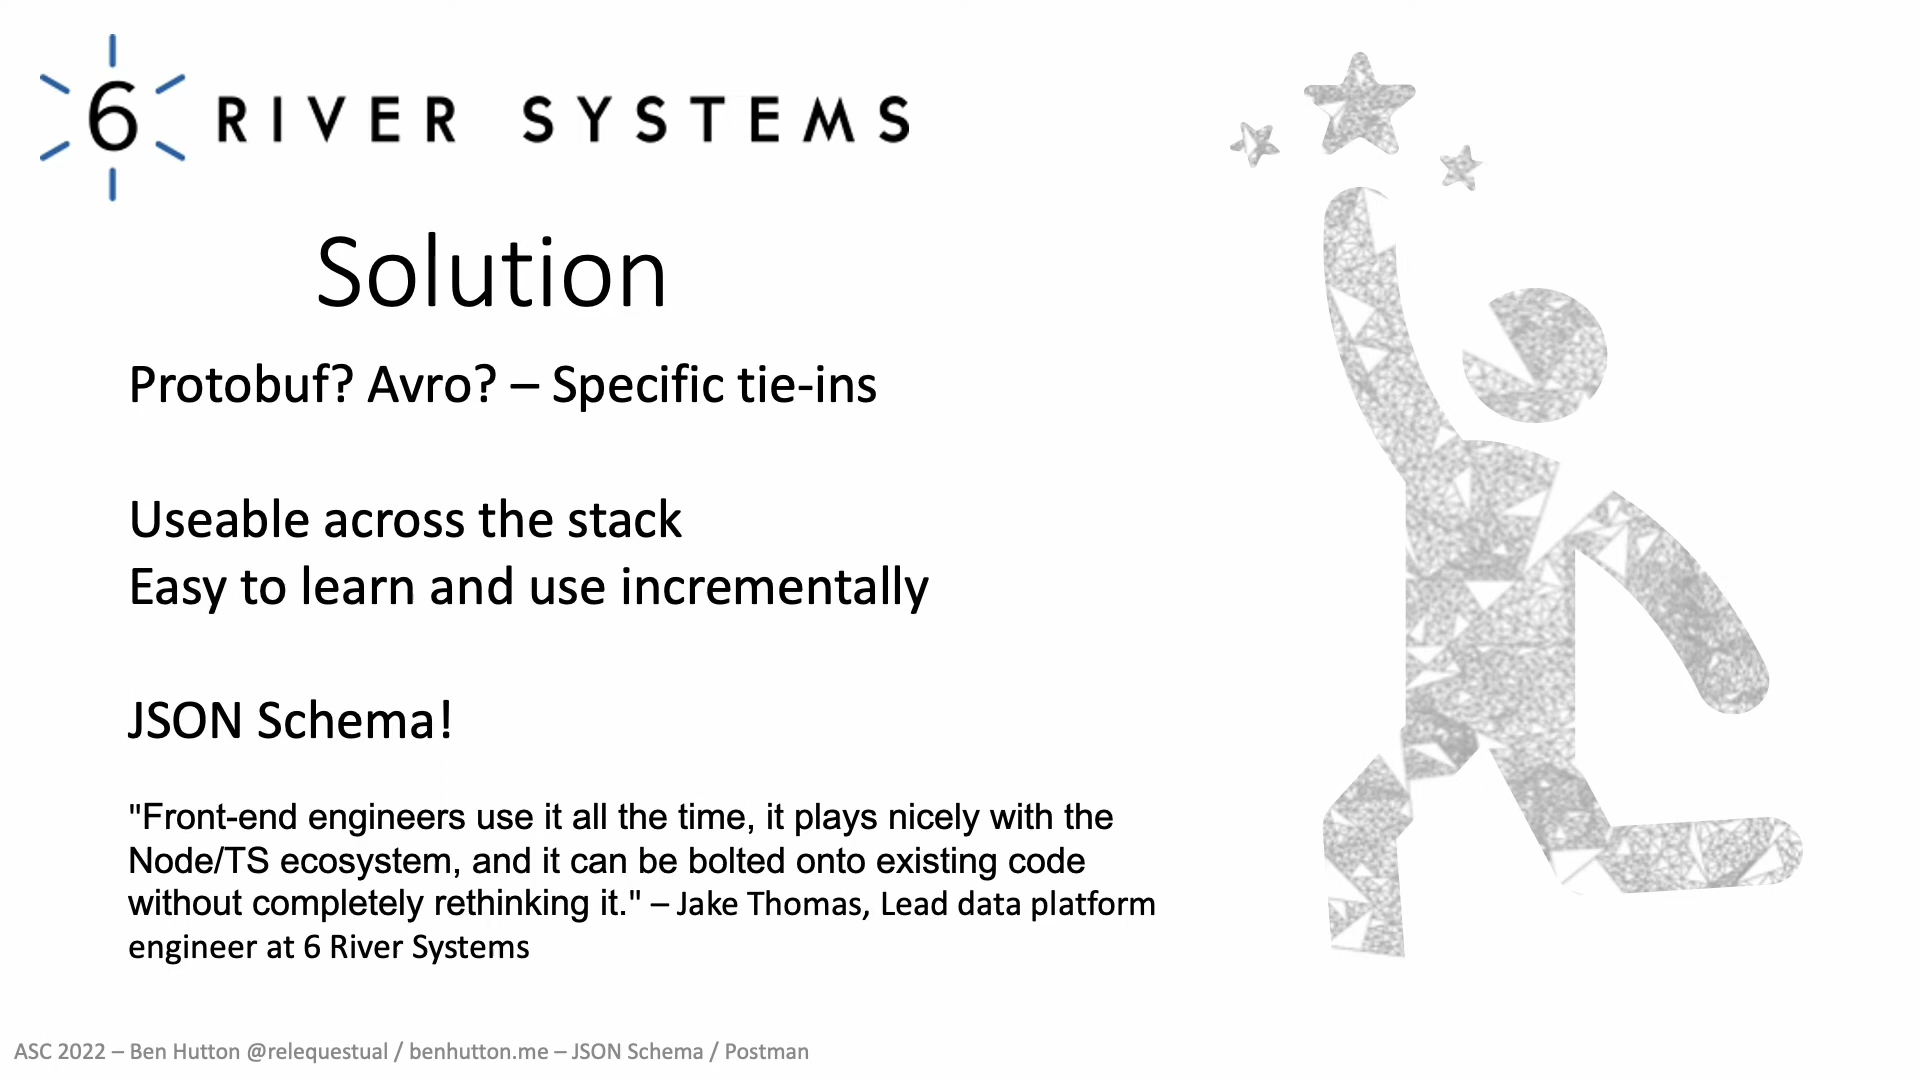 6 RIVER SYSTEMS
Solution
Protobuf? Avro? – Specific tie-ins
Useable across the stack
Easy to learn and use incrementally
JSON Schema!
"Front-end engineers use it all the time, it plays nicely with the
Node/TS ecosystem, and it can be bolted onto existing code
without completely rethinking it." – Jake Thomas, Lead data platform
engineer at 6 River Systems
ASC 2022 – Ben Hutton @relequestual / benhutton.me – JSON Schema / Postman